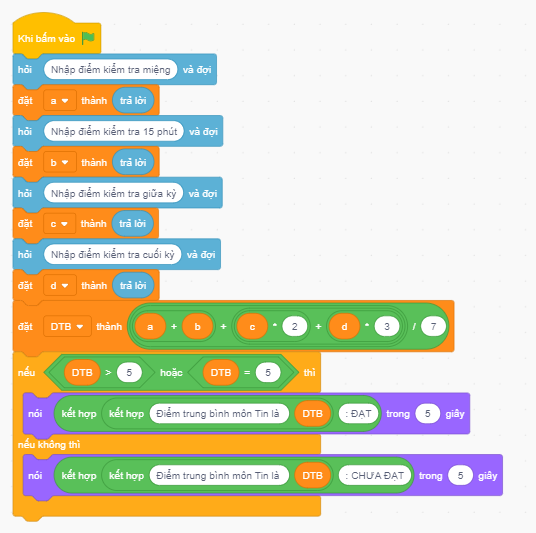 Khi bấm vào
hỏi Nhập điểm kiểm tra miệng và đợi
đặt a thành trả lời
hỏi Nhập điểm kiểm tra 15 phút và đợi
đặt b thành trả lời
hỏi Nhập điểm kiểm tra giữa kỳ và đợi
đặt c thành trả lời
hỏi Nhập điểm kiểm tra cuối kỳ và đợi
đặt d thành trả lời
đặt DTB thành a + b + c * 2 + d * 3 / 7
nếu DTB > 5 hoặc DTB = 5 thì
nói kết hợp kết hợp Điểm trung bình môn Tin là DTB : ĐẠT trong 5 giây
nếu không thì
nói kết hợp kết hợp Điểm trung bình môn Tin là DTB : CHƯA ĐẠT trong 5 giây